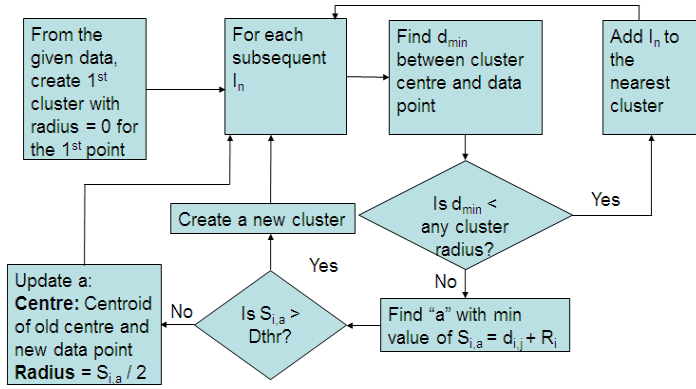 From the
given data,
create 1st
cluster with
radius = 0 for
the 1st point
For each
subsequent
In
Find dmin
between cluster
centre and data
point
Add In to
the
nearest
cluster
Is dmin <
any cluster
radius?
Yes
No
Find “a” with min
value of Si,a = di,j + Ri
Is Si,a >
Dthr?
Yes
Create a new cluster
No
Update a:
Centre: Centroid
of old centre and
new data point
Radius = Si,a / 2